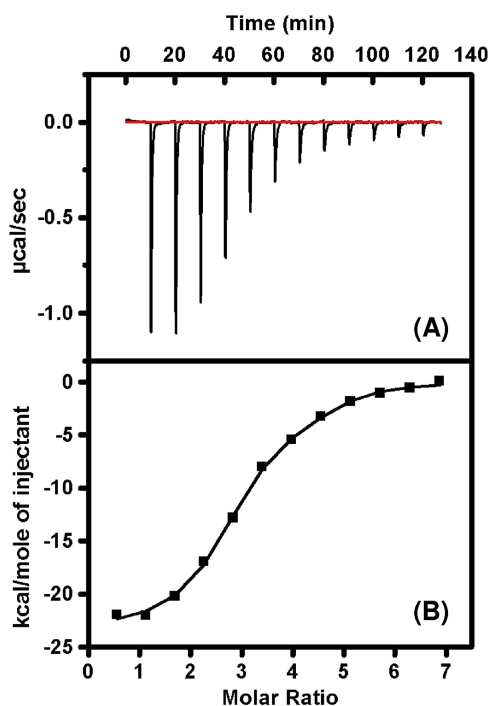 Time (min)
0 20 40 60 80 100 120 140
0.0
-0.5
-1.0
µcal/sec
(A)
0
-5
-10
-15
-20
-25
kcal/mole of injectant
(B)
0 1 2 3 4 5 6 7
Molar Ratio